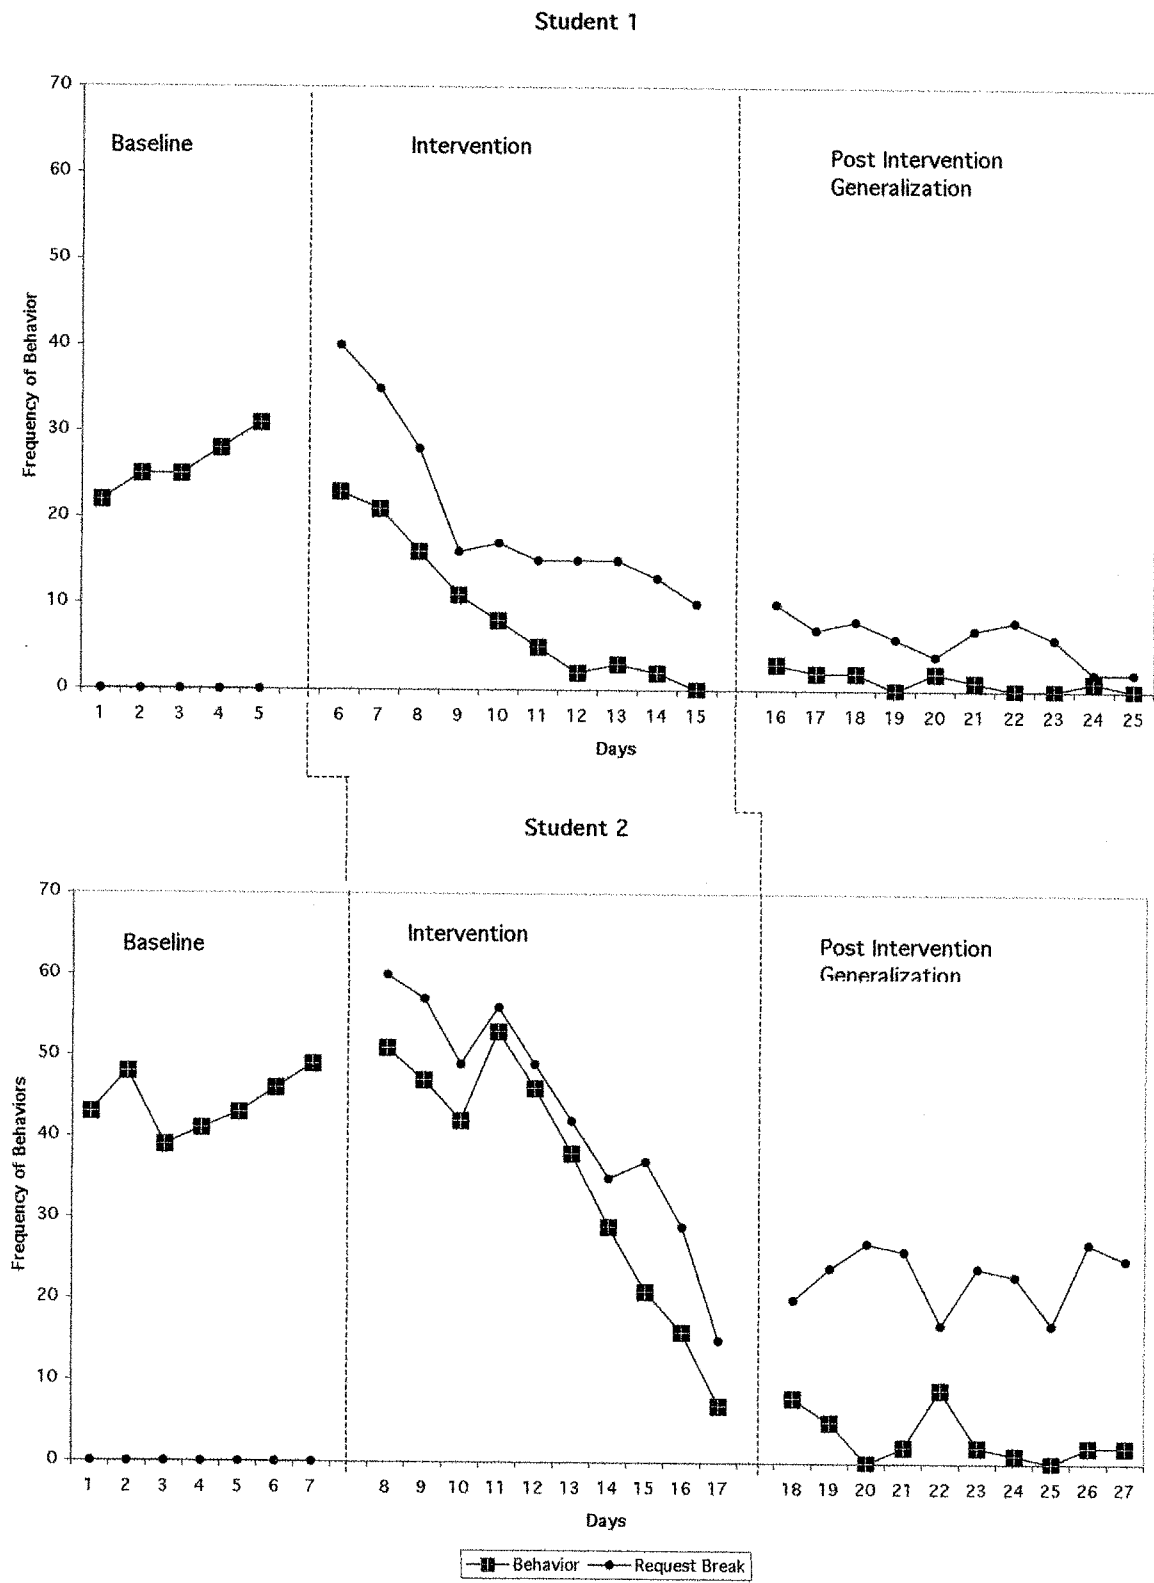 Student 1
70
60
50
40
30
20
10
0
Frequency of Behavior
Baseline
Intervention
Post Intervention
Generalization
1 2 3 4 5 6 7 8 9 10 11 12 13 14 15 16 17 18 19 20 21 22 23 24 25
Days
Student 2
70
60
50
40
30
20
10
0
Frequency of Behaviors
Baseline
Intervention
Post Intervention
Generalization
1 2 3 4 5 6 7 8 9 10 11 12 13 14 15 16 17 18 19 20 21 22 23 24 25 26 27
Days
Behavior Request Break